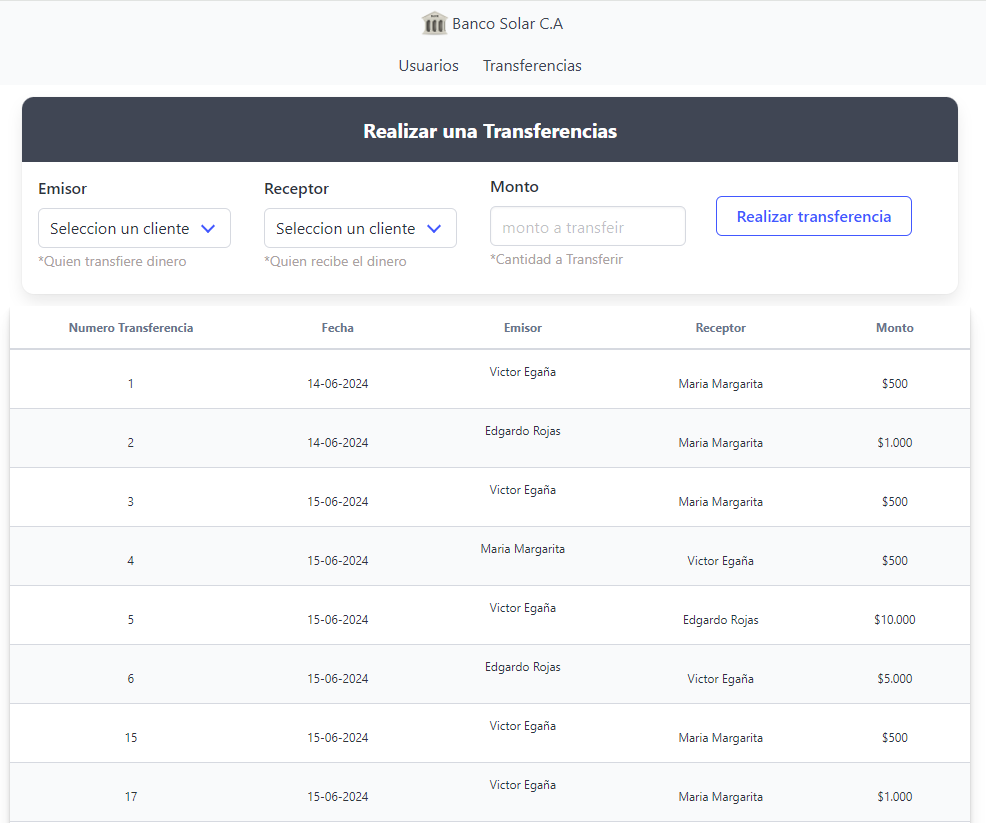 Banco Solar C.A
Usuarios Transferencias
Realizar una Transferencias
Emisor Receptor Monto
Seleccion un cliente Seleccion un cliente monto a transfeir Realizar transferencia
*Quien transfiere dinero *Quien recibe el dinero *Cantidad a Transferir
Numero Transferencia Fecha Emisor Receptor Monto
1 14-06-2024 Victor Egaña Maria Margarita $500
2 14-06-2024 Edgardo Rojas Maria Margarita $1.000
3 15-06-2024 Victor Egaña Maria Margarita $500
4 15-06-2024 Maria Margarita Victor Egaña $500
5 15-06-2024 Victor Egaña Edgardo Rojas $10.000
6 15-06-2024 Edgardo Rojas Victor Egaña $5.000
15 15-06-2024 Victor Egaña Maria Margarita $500
17 15-06-2024 Victor Egaña Maria Margarita $1.000